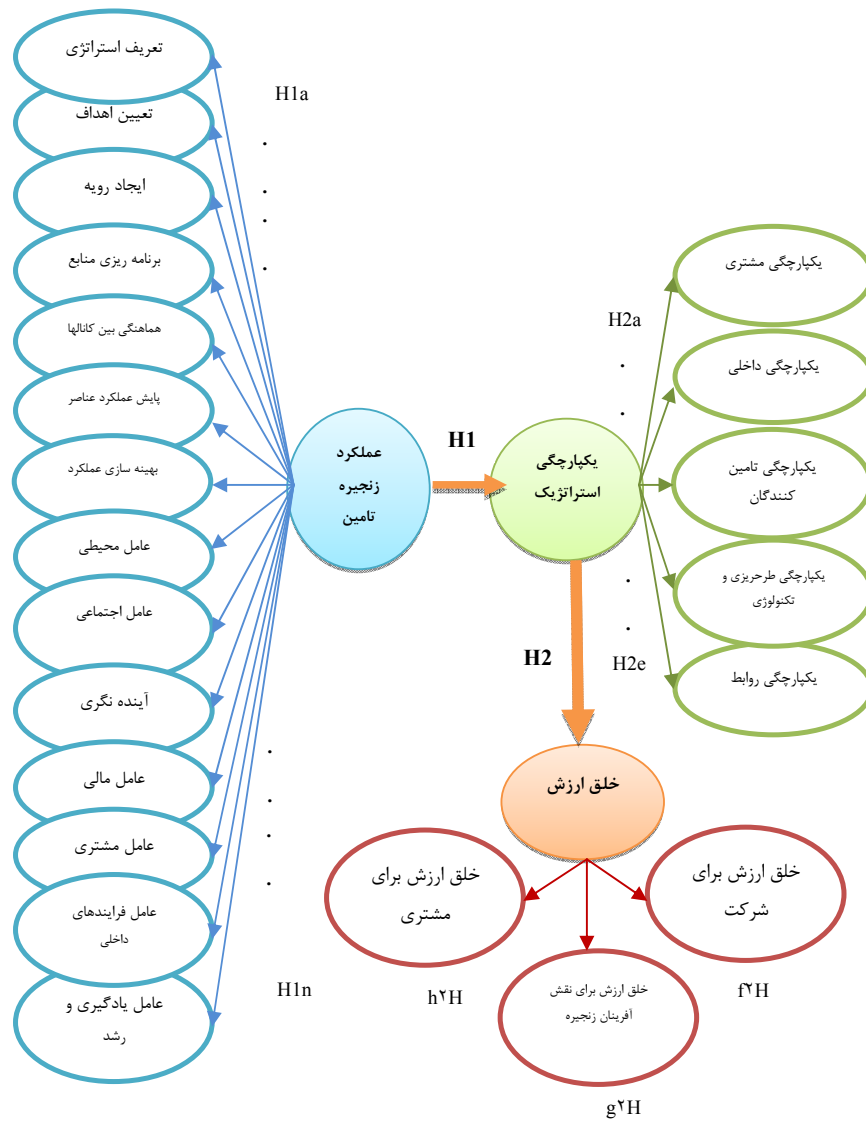 تعریف استراتژی
تعیین اهداف
ایجاد رویه
برنامه ریزی منابع
هماهنگی بین کانالها
پایش عملکرد عناصر
بهینه سازی عملکرد
عامل محیطی
عامل اجتماعی
آینده نگری
عامل مالی
عامل مشتری
عامل فرایندهای
داخلی
عامل یادگیری و
رشد
H1a
H1n
عملکرد
زنجیره
تامین
H1
یکپارچگی
استراتژیک
H2a
H2e
یکپارچگی مشتری
یکپارچگی داخلی
یکپارچگی تامین
کنندگان
یکپارچگی طرحریزی و
تکنولوژی
یکپارچگی روابط
H2
خلق ارزش
خلق ارزش برای
شرکت
f۲H
خلق ارزش برای نقش
آفرینان زنجیره
g۲H
خلق ارزش برای
مشتری
h۲H